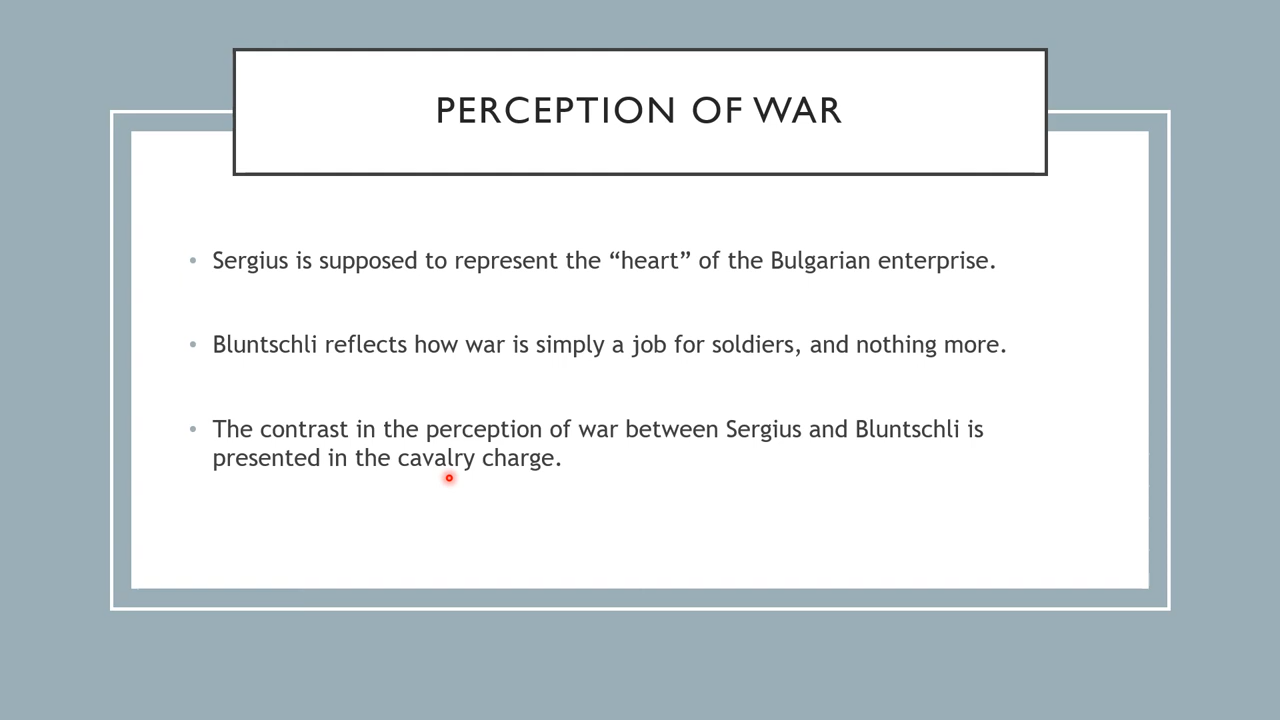 PERCEPTION OF WAR
• Sergius is supposed to represent the “heart” of the Bulgarian enterprise.
• Bluntschli reflects how war is simply a job for soldiers, and nothing more.
• The contrast in the perception of war between Sergius and Bluntschli is
presented in the cavalry charge.